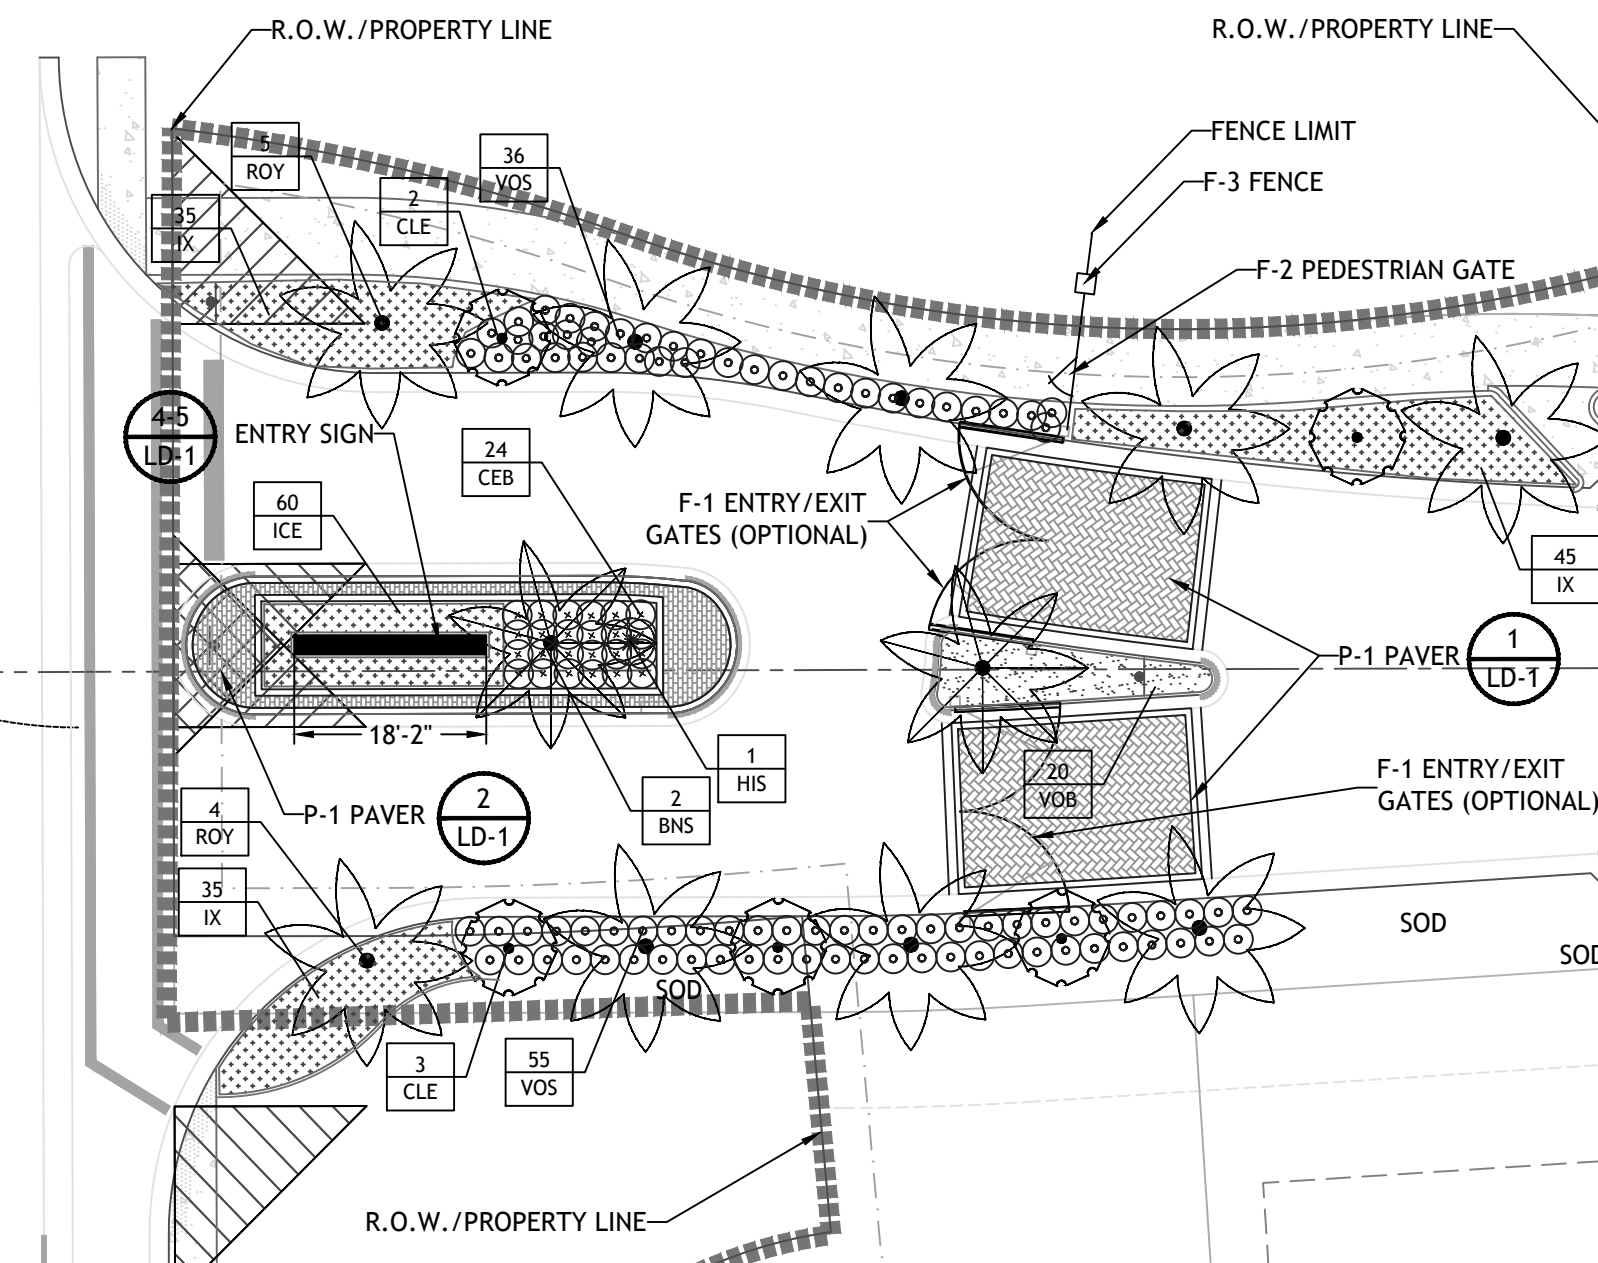 R.O.W./PROPERTY LINE
R.O.W./PROPERTY LINE
FENCE LIMIT
F-3 FENCE
F-2 PEDESTRIAN GATE
5
ROY
36
VOS
2
CLE
35
IX
4-5
LD-1
ENTRY SIGN
24
CEB
60
ICE
F-1 ENTRY/EXIT
GATES (OPTIONAL)
45
IX
P-1 PAVER
1
LD-1
18'-2"
1
HIS
2
BNS
20
VOB
F-1 ENTRY/EXIT
GATES (OPTIONAL)
P-1 PAVER
2
LD-1
4
ROY
35
IX
SOD
SOD
SOD
3
CLE
55
VOS
R.O.W./PROPERTY LINE